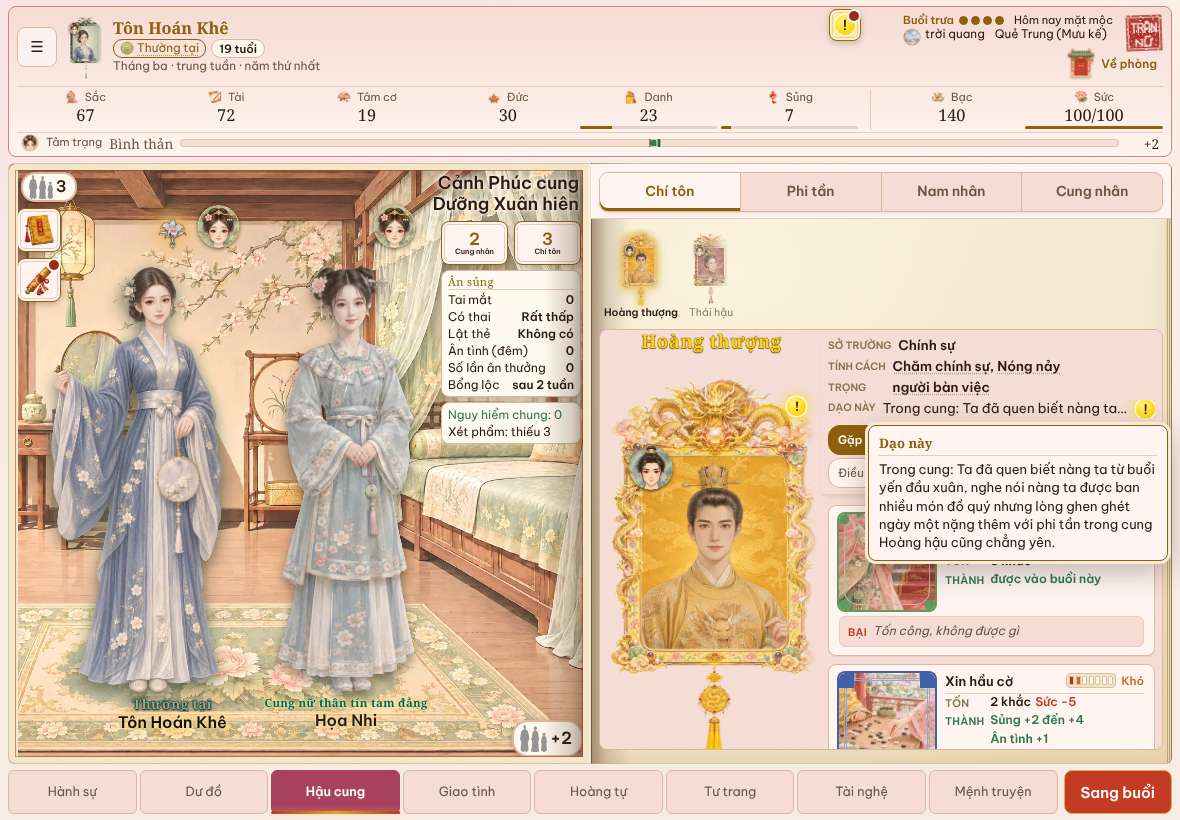 Tôn Hoán Khê
Thường tại
19 tuổi
Tháng ba · trung tuần · năm thứ nhất
!
Buổi trưa
Hôm nay mặt mộc
trời quang
Quẻ Trung (Mưu kế)
TRÂN NỮ
Về phòng
Sắc
67
Tài
72
Tâm cơ
19
Đức
30
Danh
23
Sủng
7
Bạc
140
Sức
100/100
Tâm trạng
Bình thản
+2
3
Cảnh Phúc cung
Dưỡng Xuân hiên
2
Cung nhân
3
Chí tôn
Ân sủng
Tai mắt 0
Có thai Rất thấp
Lật thẻ Không có
Ân tình (đêm) 0
Số lần ân thưởng 0
Bổng lộc sau 2 tuần
Nguy hiểm chung: 0
Xét phẩm: thiếu 3
Thường tại
Tôn Hoán Khê
Cung nữ thân tín tam đẳng
Họa Nhi
+2
Chí tôn
Phi tần
Nam nhân
Cung nhân
Hoàng thượng
Thái hậu
Hoàng thượng
!
SỞ TRƯỜNG Chính sự
TÍNH CÁCH Chăm chính sự, Nóng nảy
TRỌNG người bàn việc
DẠO NÀY Trong cung: Ta đã quen biết nàng ta...
!
Gặp
Điều
Dạo này
Trong cung: Ta đã quen biết nàng ta từ buổi
yến đầu xuân, nghe nói nàng ta được ban
nhiều món đồ quý nhưng lòng ghen ghét
ngày một nặng thêm với phi tần trong cung
Hoàng hậu cũng chẳng yên.
THÀNH được vào buổi này
BẠI Tốn công, không được gì
Xin hầu cờ
Khó
TỐN 2 khắc Sức -5
THÀNH Sủng +2 đến +4
Ân tình +1
Hành sự
Dư đồ
Hậu cung
Giao tình
Hoàng tự
Tư trang
Tài nghệ
Mệnh truyện
Sang buổi